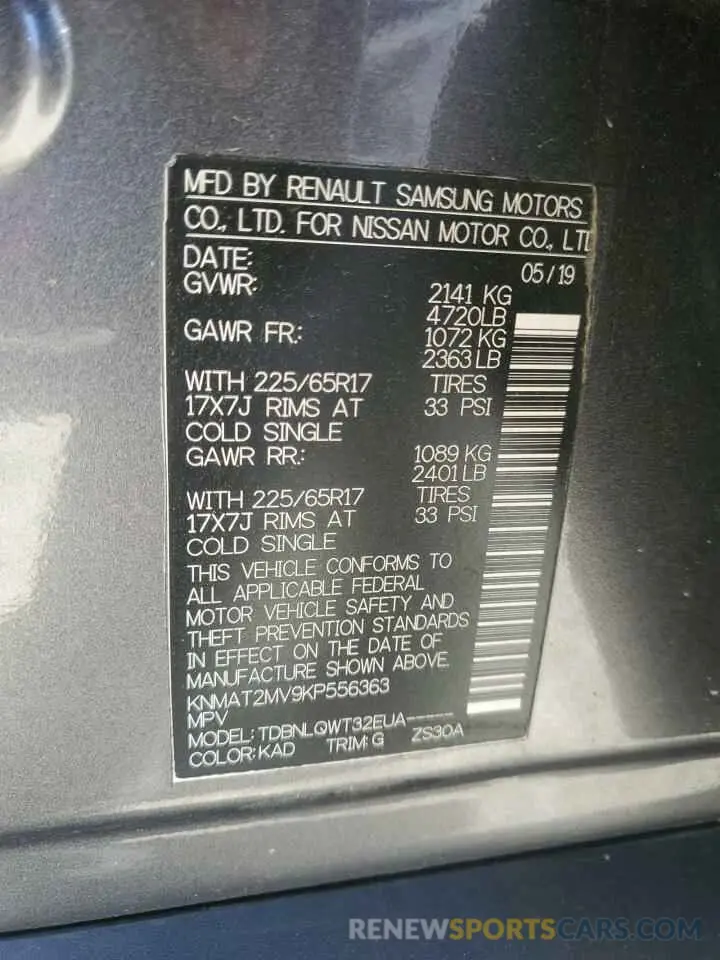 MFD BY RENAULT SAMSUNG MOTORS
CO., LTD. FOR NISSAN MOTOR CO., LTD
DATE: 05/19
GVWR: 2141 KG
4720LB
GAWR FR: 1072 KG
2363 LB
WITH 225/65R17 TIRES
17X7J RIMS AT 33 PSI
COLD SINGLE
GAWR RR: 1089 KG
2401 LB
WITH 225/65R17 TIRES
17X7J RIMS AT 33 PSI
COLD SINGLE
THIS VEHICLE CONFORMS TO
ALL APPLICABLE FEDERAL
MOTOR VEHICLE SAFETY AND
THEFT PREVENTION STANDARDS
IN EFFECT ON THE DATE OF
MANUFACTURE SHOWN ABOVE.
KNMAT2MV9KP556363
MPV
MODEL: TDBNLQWT32EUA-----
COLOR: KAD TRIM: G ZS30A
RENEWSPORTSCARS.COM